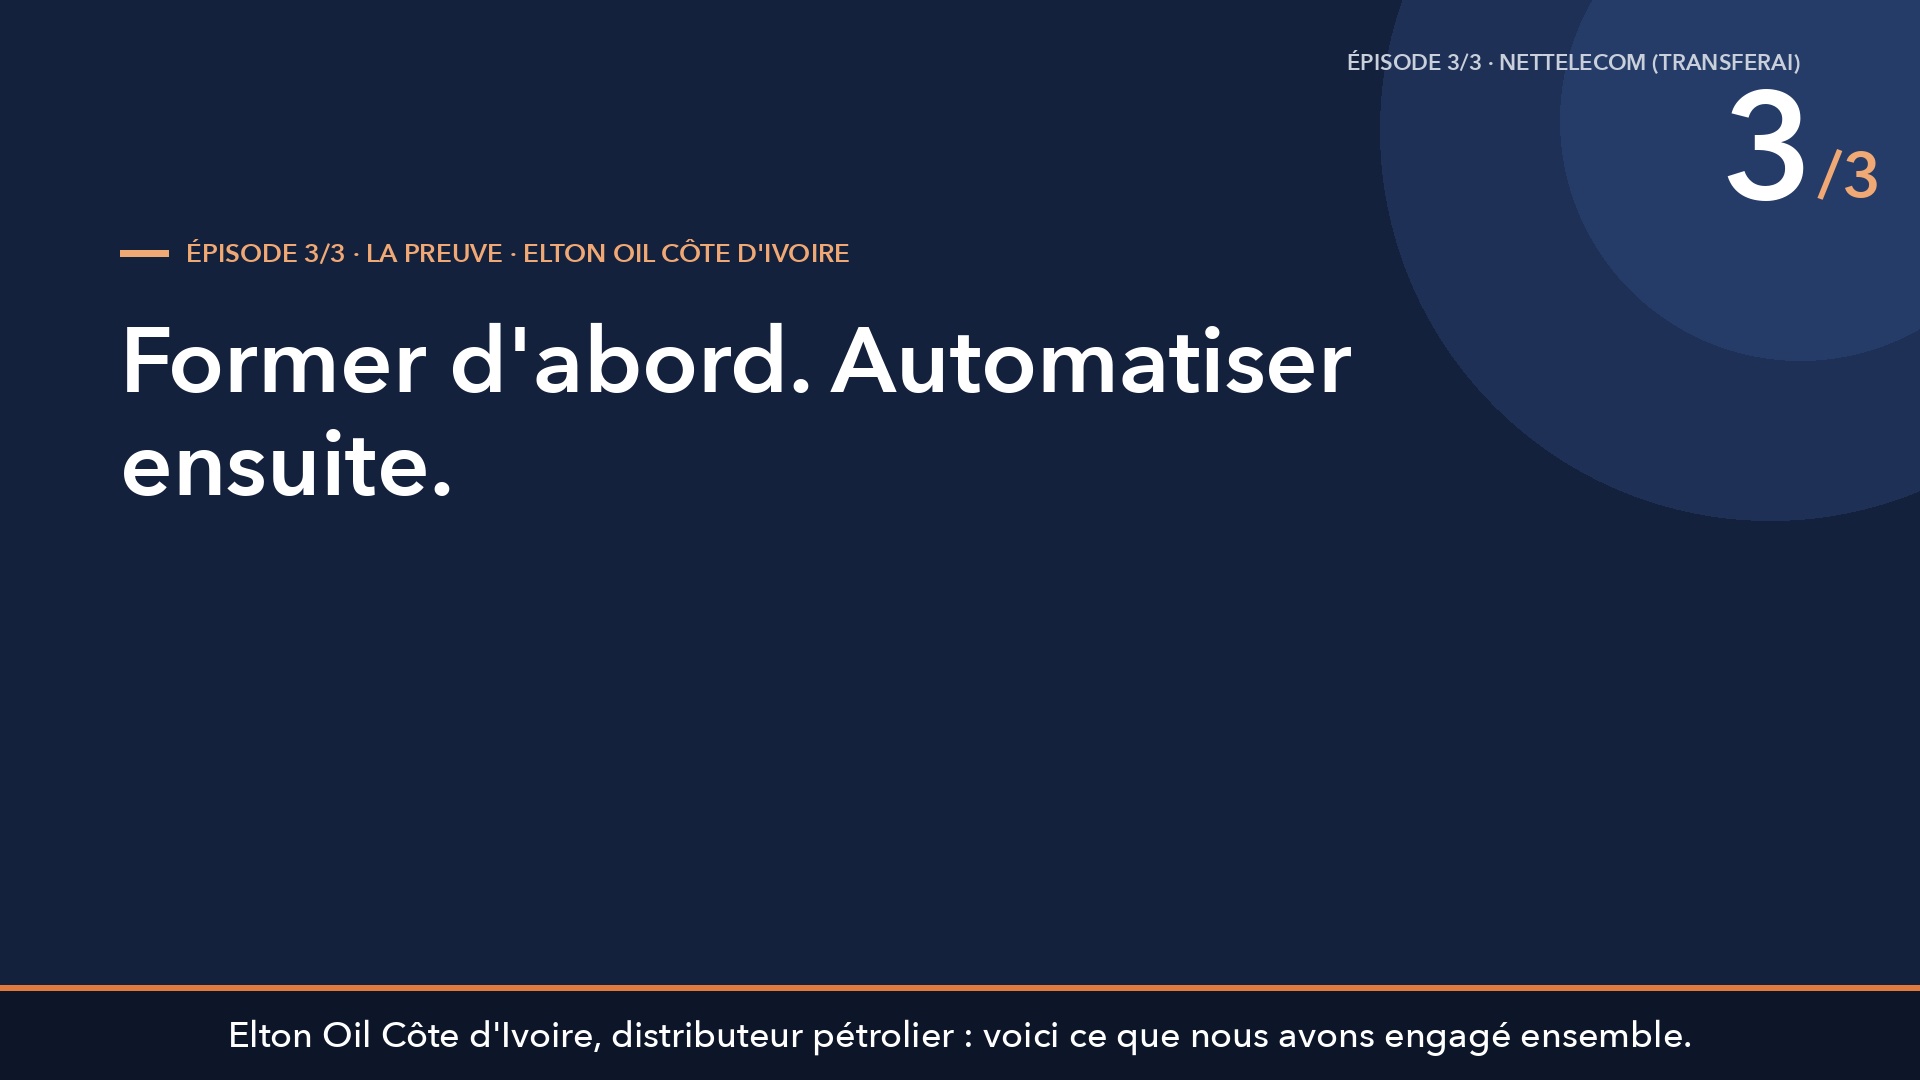 ÉPISODE 3/3 · NETTELECOM (TRANSFERAI)
3/3
ÉPISODE 3/3 · LA PREUVE · ELTON OIL CÔTE D'IVOIRE
Former d'abord. Automatiser
ensuite.
Elton Oil Côte d'Ivoire, distributeur pétrolier : voici ce que nous avons engagé ensemble.